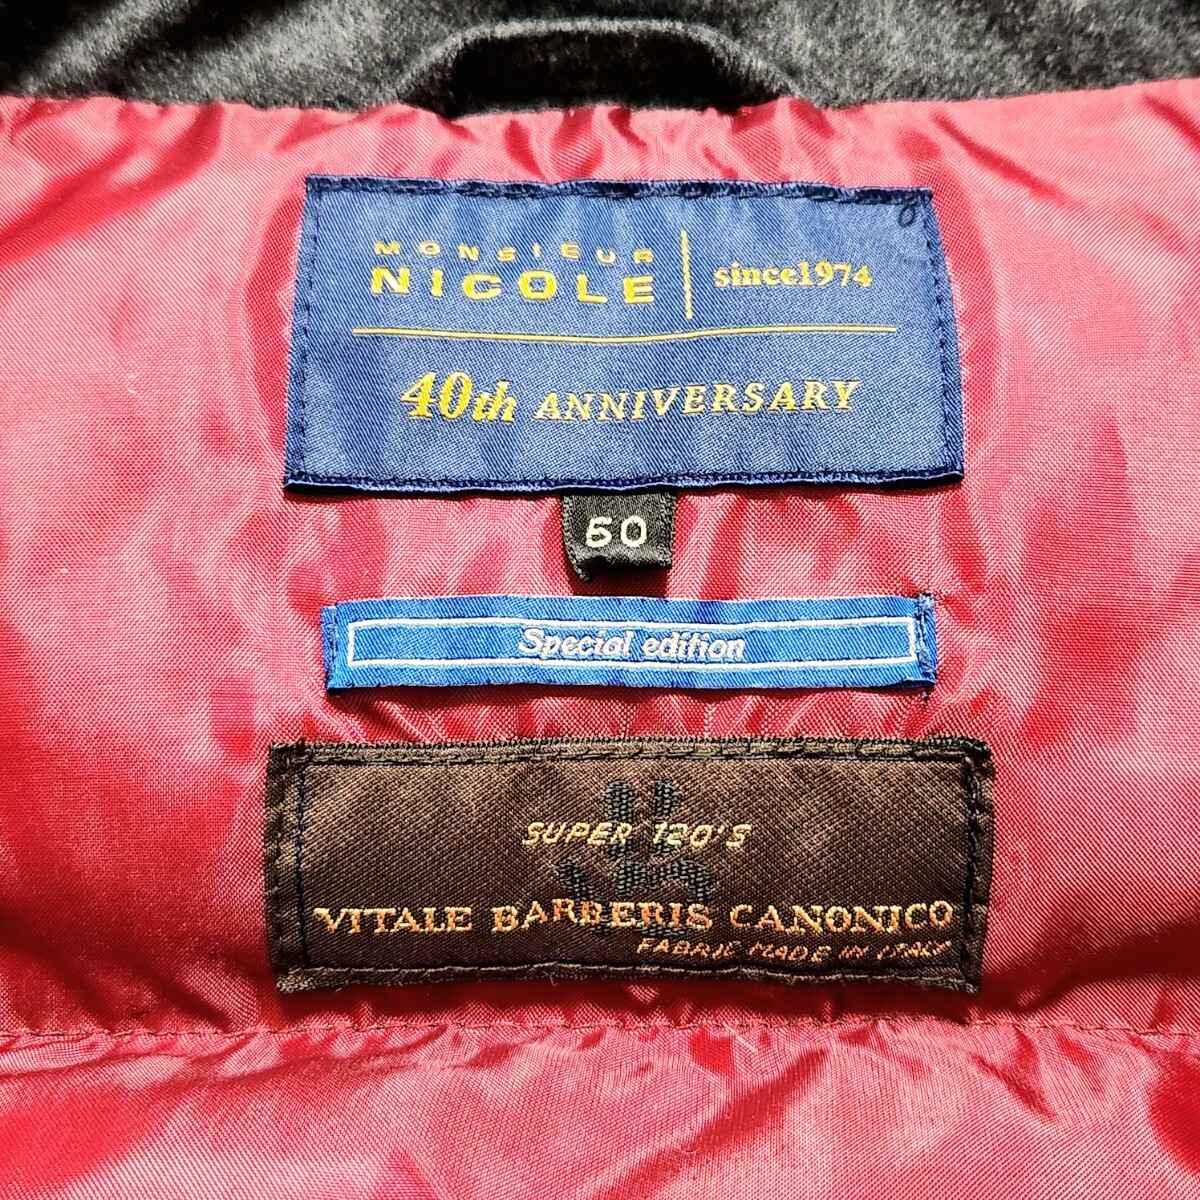 MONSIEUR
NICOLE
since1974
40th ANNIVERSARY
50
Special edition
SUPER 120'S
VITALE BARBERIS CANONICO
FABRIC MADE IN ITALY